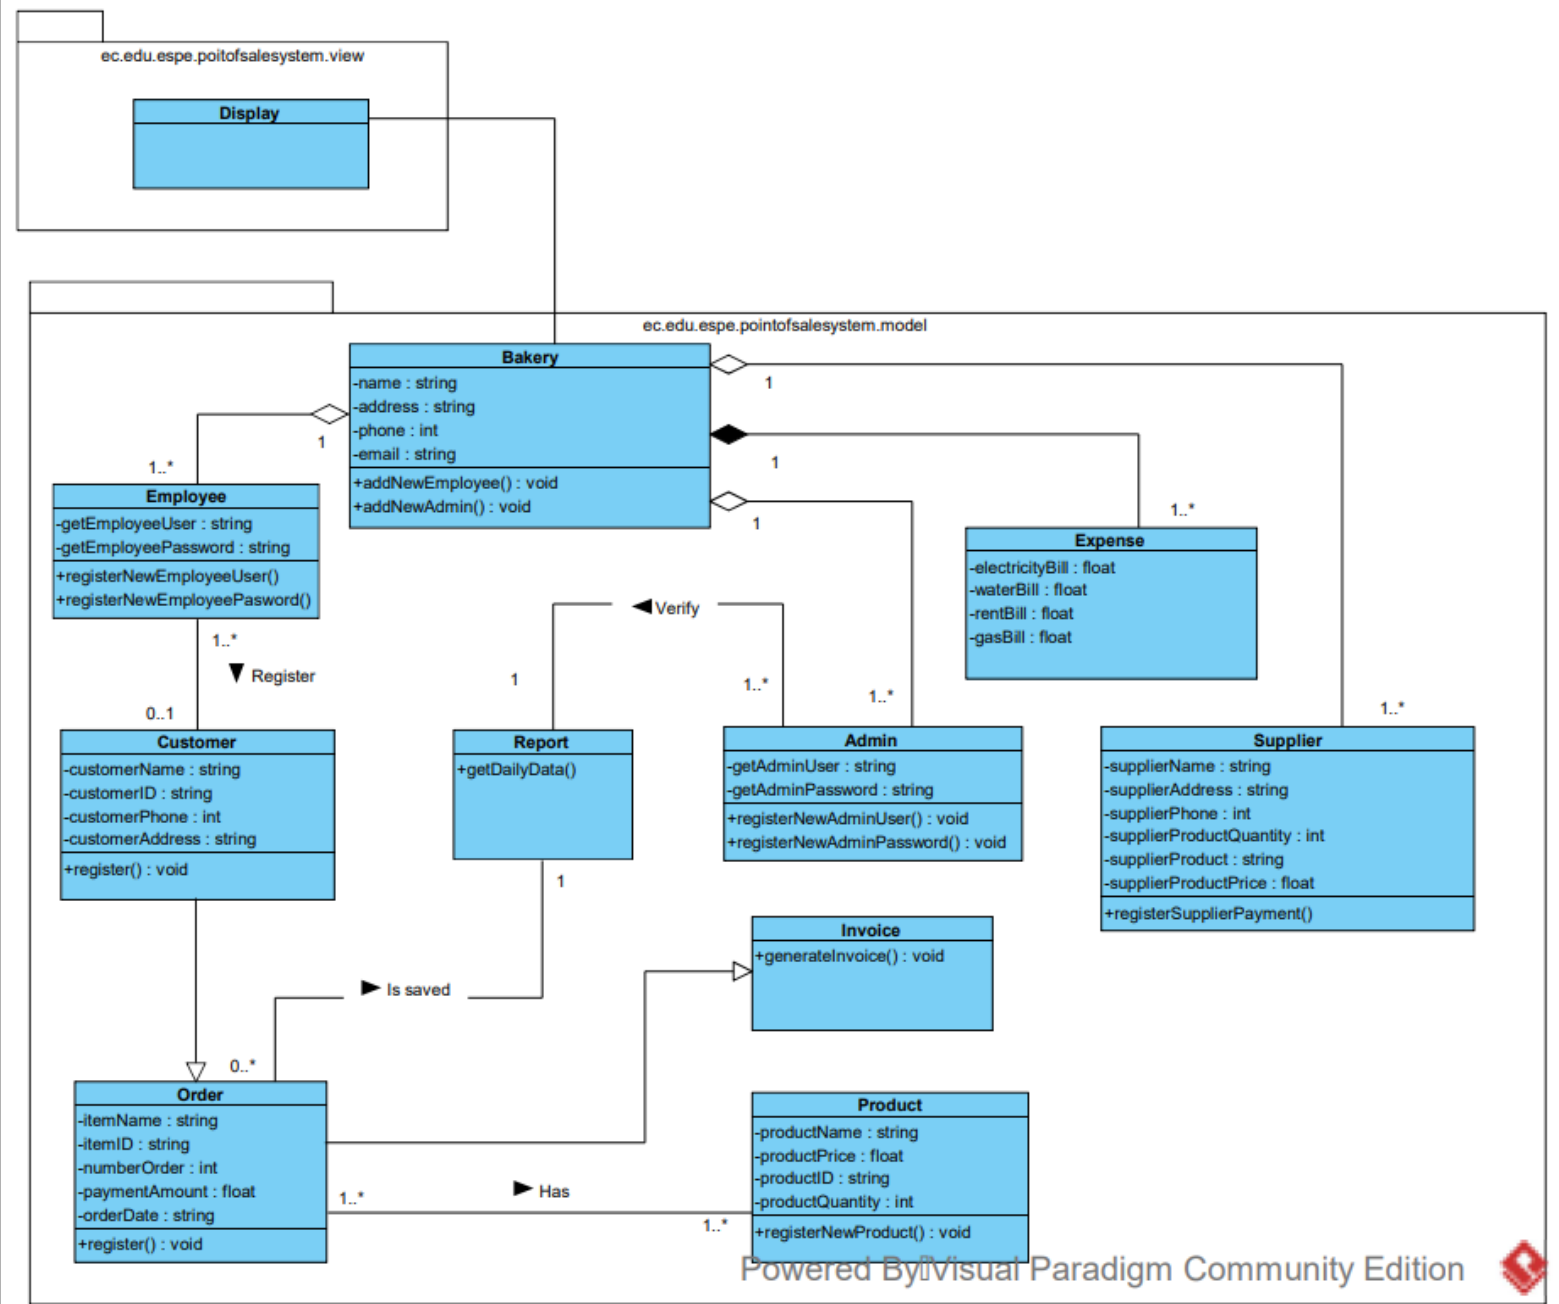 ec.edu.espe.poitofsalesystem.view
Display
ec.edu.espe.pointofsalesystem.model
Bakery
-name : string
-address : string
-phone : int
-email : string
+addNewEmployee() : void
+addNewAdmin() : void
1
1
1
1
1..*
Employee
-getEmployeeUser : string
-getEmployeePassword : string
+registerNewEmployeeUser()
+registerNewEmployeePasword()
1..*
Expense
-electricityBill : float
-waterBill : float
-rentBill : float
-gasBill : float
1..*
Register
0..1
Verify
1
1..*
1..*
1..*
Customer
-customerName : string
-customerID : string
-customerPhone : int
-customerAddress : string
+register() : void
Report
+getDailyData()
1
Admin
-getAdminUser : string
-getAdminPassword : string
+registerNewAdminUser() : void
+registerNewAdminPassword() : void
Supplier
-supplierName : string
-supplierAddress : string
-supplierPhone : int
-supplierProductQuantity : int
-supplierProduct : string
-supplierProductPrice : float
+registerSupplierPayment()
Invoice
+generateInvoice() : void
Is saved
0..*
Order
-itemName : string
-itemID : string
-numberOrder : int
-paymentAmount : float
-orderDate : string
+register() : void
1..*
Has
1..*
Product
-productName : string
-productPrice : float
-productID : string
-productQuantity : int
+registerNewProduct() : void
Powered By Visual Paradigm Community Edition